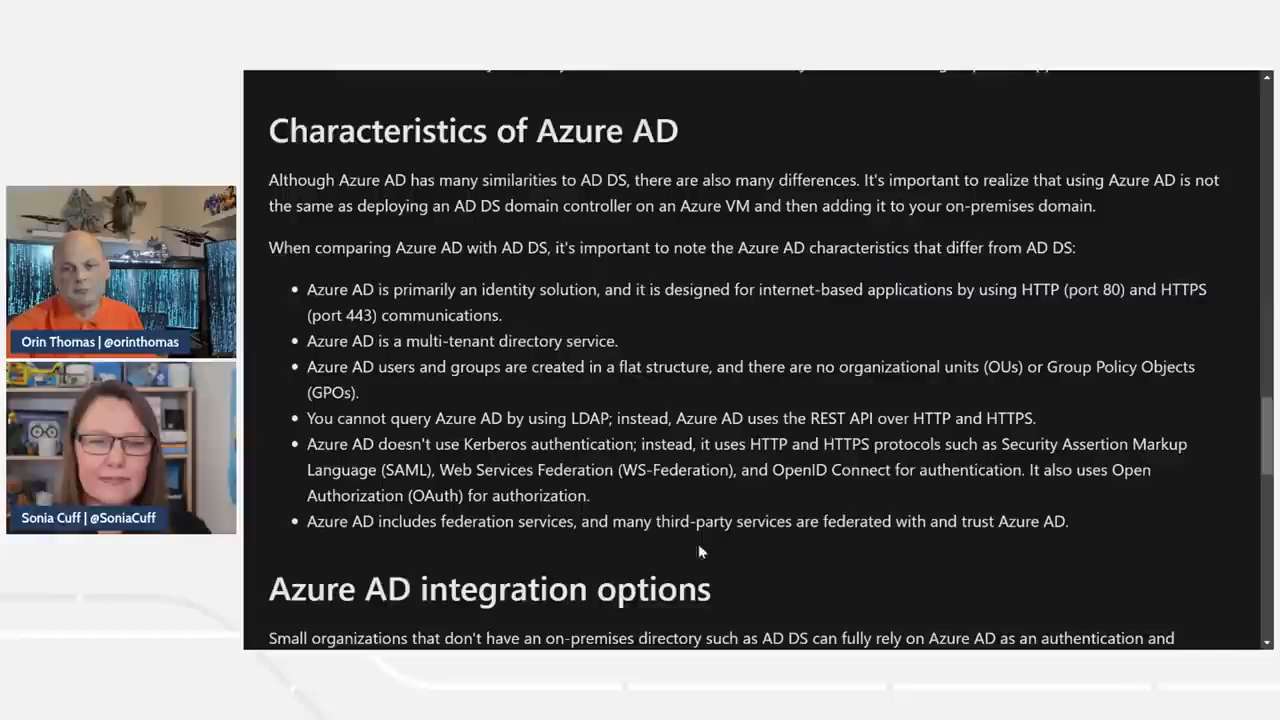 Characteristics of Azure AD
Although Azure AD has many similarities to AD DS, there are also many differences. It's important to realize that using Azure AD is not
the same as deploying an AD DS domain controller on an Azure VM and then adding it to your on-premises domain.
When comparing Azure AD with AD DS, it's important to note the Azure AD characteristics that differ from AD DS:
• Azure AD is primarily an identity solution, and it is designed for internet-based applications by using HTTP (port 80) and HTTPS
(port 443) communications.
• Azure AD is a multi-tenant directory service.
• Azure AD users and groups are created in a flat structure, and there are no organizational units (OUs) or Group Policy Objects
(GPOs).
• You cannot query Azure AD by using LDAP; instead, Azure AD uses the REST API over HTTP and HTTPS.
• Azure AD doesn't use Kerberos authentication; instead, it uses HTTP and HTTPS protocols such as Security Assertion Markup
Language (SAML), Web Services Federation (WS-Federation), and OpenID Connect for authentication. It also uses Open
Authorization (OAuth) for authorization.
• Azure AD includes federation services, and many third-party services are federated with and trust Azure AD.
Azure AD integration options
Small organizations that don't have an on-premises directory such as AD DS can fully rely on Azure AD as an authentication and
Orin Thomas | @orinthomas
Sonia Cuff | @SoniaCuff